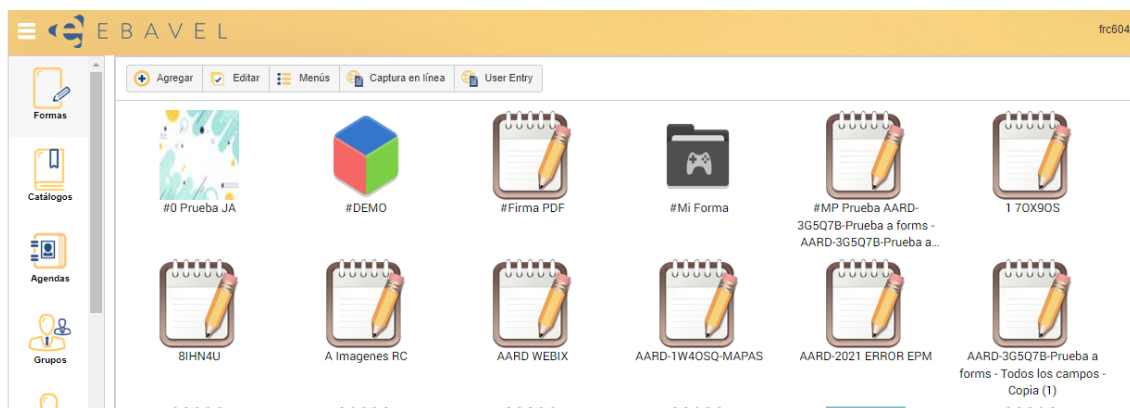 EBAVEL
frc604
Agregar Editar Menús Captura en línea User Entry
Formas
Catálogos
Agendas
Grupos
#0 Prueba JA #DEMO #Firma PDF #Mi Forma #MP Prueba AARD- 1 7OX9OS
3G5Q7B-Prueba a forms -
AARD-3G5Q7B-Prueba a...
8IHN4U A Imagenes RC AARD WEBIX AARD-1W4OSQ-MAPAS AARD-2021 ERROR EPM AARD-3G5Q7B-Prueba a
forms - Todos los campos -
Copia (1)